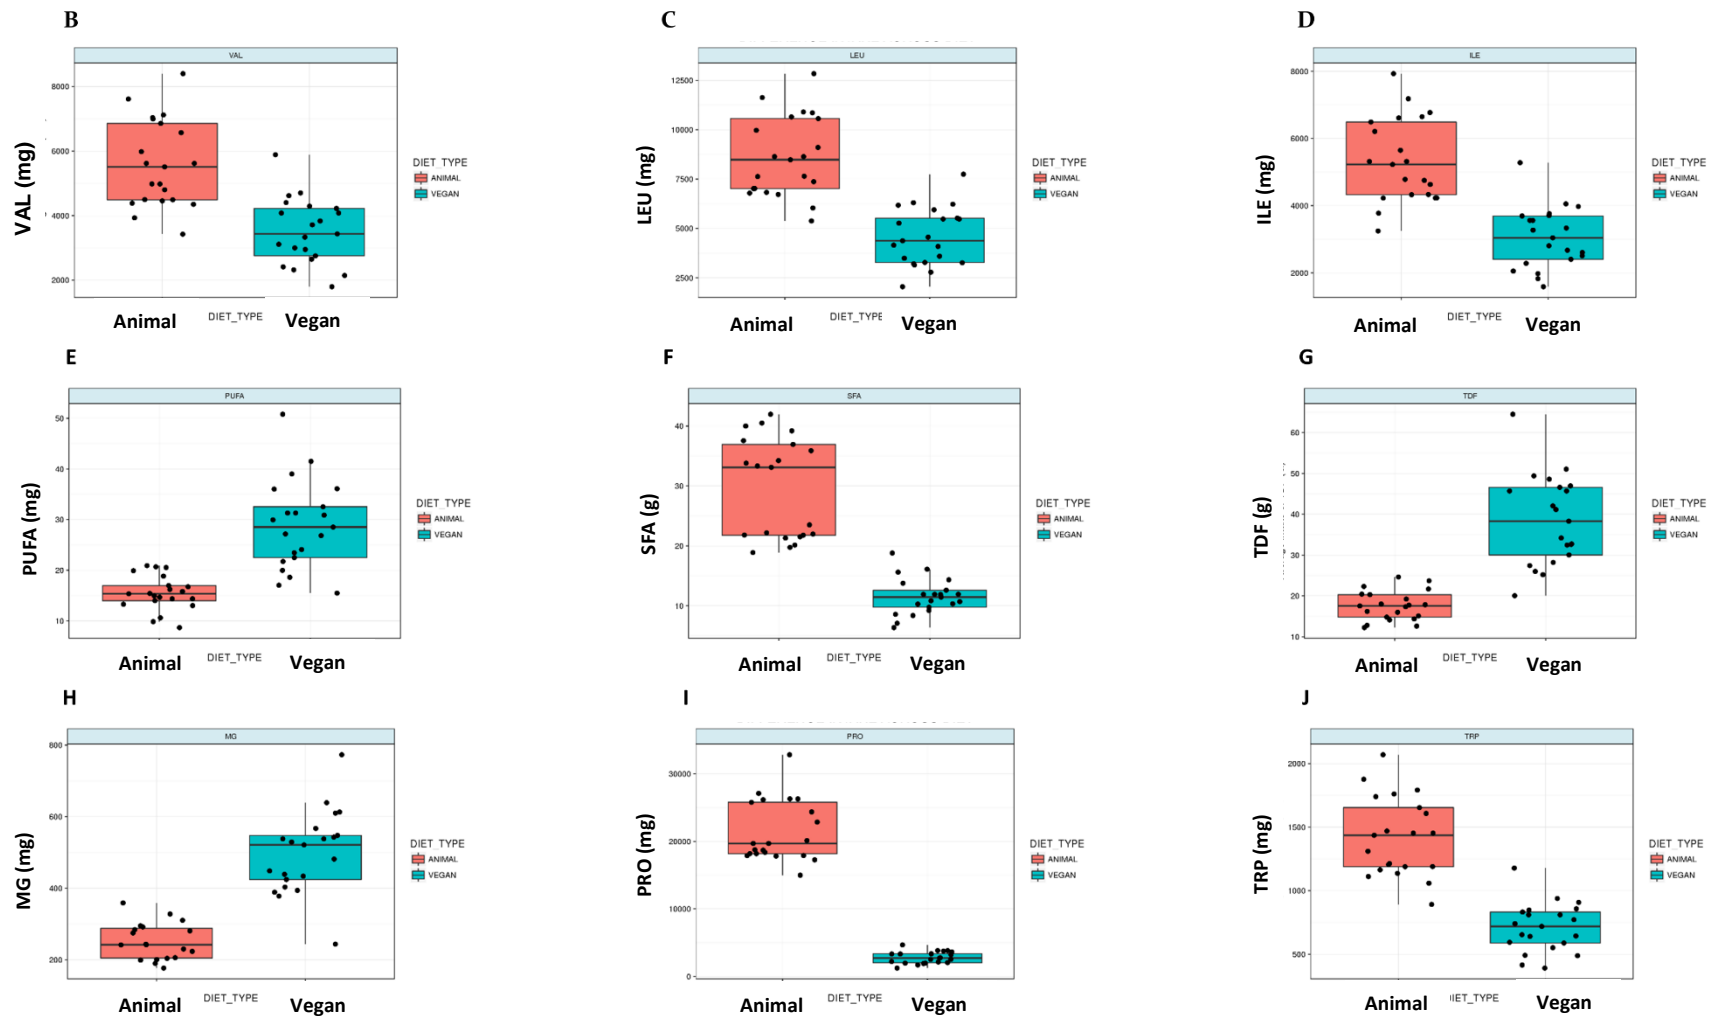 B
VAL
8000
6000
4000
2000
VAL (mg)
DIET_TYPE
ANIMAL
VEGAN
Animal
DIET_TYPE
Vegan
C
LEU
12500
10000
7500
5000
2500
LEU (mg)
DIET_TYPE
ANIMAL
VEGAN
Animal
DIET_TYPE
Vegan
D
ILE
8000
6000
4000
2000
ILE (mg)
DIET_TYPE
ANIMAL
VEGAN
Animal
DIET_TYPE
Vegan
E
PUFA
50
40
30
20
10
PUFA (mg)
DIET_TYPE
ANIMAL
VEGAN
Animal
DIET_TYPE
Vegan
F
SFA
40
30
20
10
SFA (g)
DIET_TYPE
ANIMAL
VEGAN
Animal
DIET_TYPE
Vegan
G
TDF
60
50
40
30
20
10
TDF (g)
DIET_TYPE
ANIMAL
VEGAN
Animal
DIET_TYPE
Vegan
H
MG
800
600
400
200
MG (mg)
DIET_TYPE
ANIMAL
VEGAN
Animal
DIET_TYPE
Vegan
I
PRO
30000
20000
10000
0
PRO (mg)
DIET_TYPE
ANIMAL
VEGAN
Animal
DIET_TYPE
Vegan
J
TRP
2000
1500
1000
500
TRP (mg)
DIET_TYPE
ANIMAL
VEGAN
Animal
IET_TYPE
Vegan